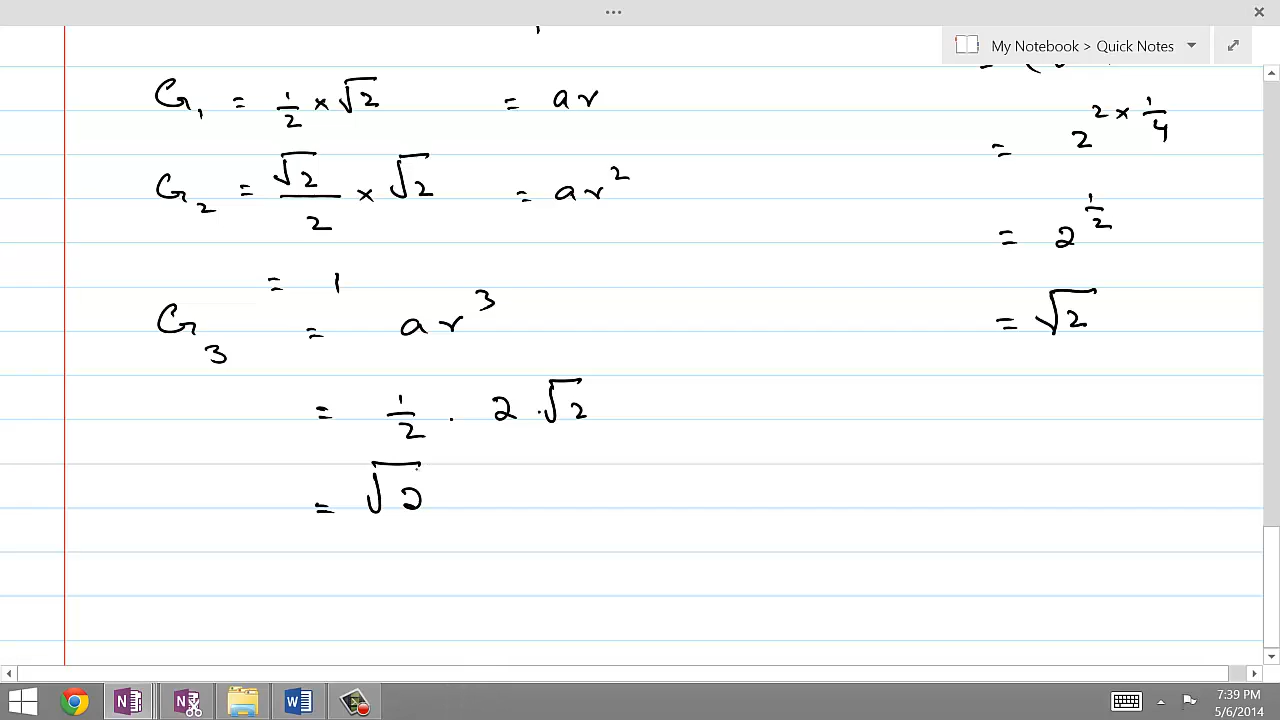 My Notebook > Quick Notes
G₁ = 1/2 × √2 = ar
G₂ = √2/2 × √2 = ar²
= 1
G₃ = ar³
= 1/2 . 2 . √2
= √2
= 2^(2 × 1/4)
= 2^(1/2)
= √2
7:39 PM
5/6/2014